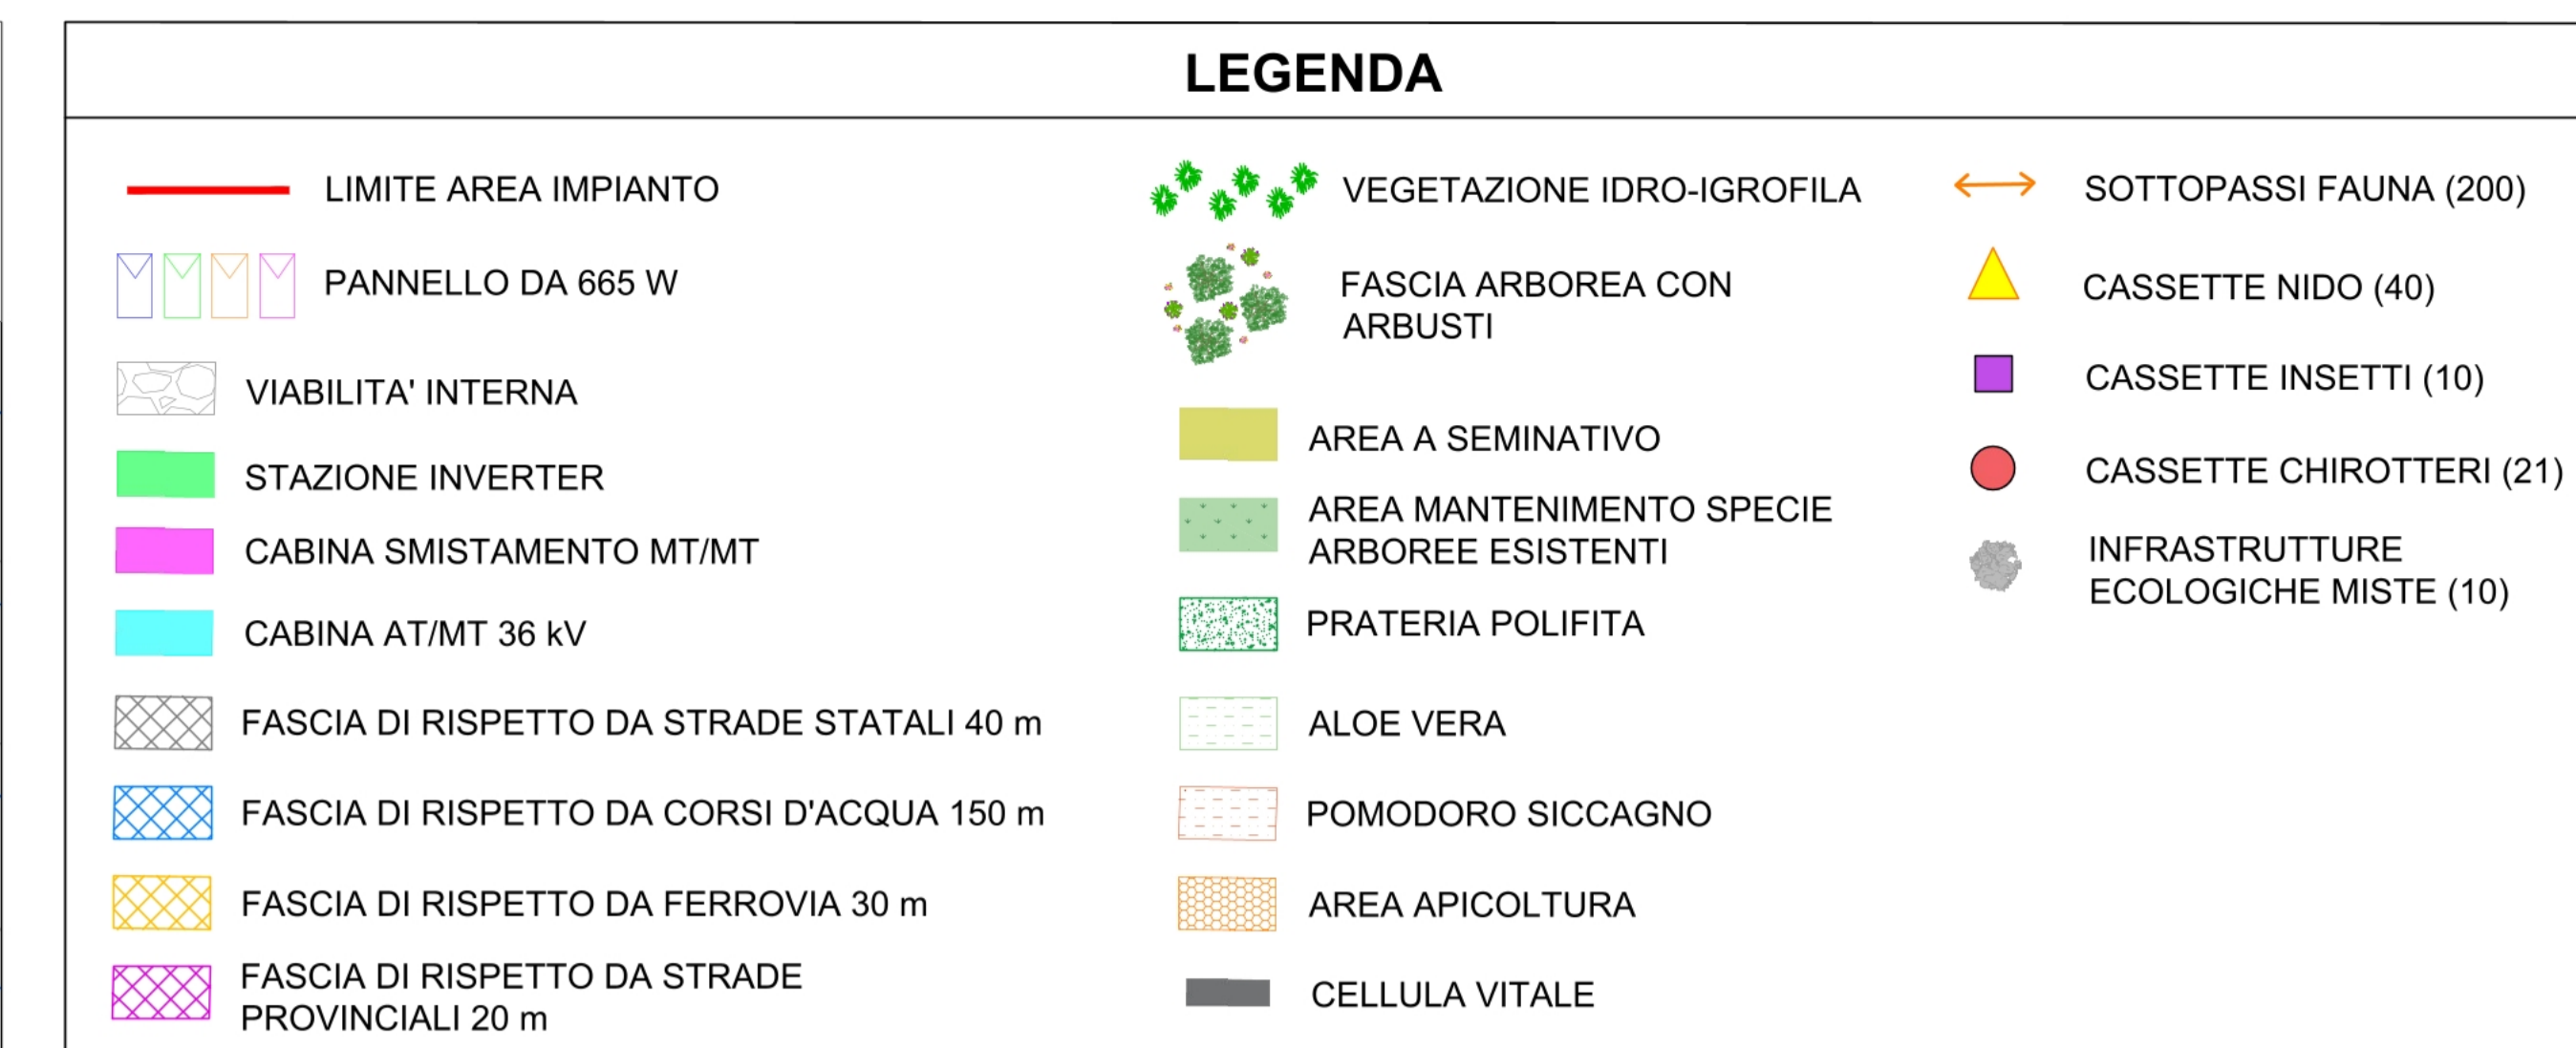 LEGENDA
LIMITE AREA IMPIANTO
PANNELLO DA 665 W
VIABILITA' INTERNA
STAZIONE INVERTER
CABINA SMISTAMENTO MT/MT
CABINA AT/MT 36 kV
FASCIA DI RISPETTO DA STRADE STATALI 40 m
FASCIA DI RISPETTO DA CORSI D'ACQUA 150 m
FASCIA DI RISPETTO DA FERROVIA 30 m
FASCIA DI RISPETTO DA STRADE
PROVINCIALI 20 m
VEGETAZIONE IDRO-IGROFILA
FASCIA ARBOREA CON
ARBUSTI
AREA A SEMINATIVO
AREA MANTENIMENTO SPECIE
ARBOREE ESISTENTI
PRATERIA POLIFITA
ALOE VERA
POMODORO SICCAGNO
AREA APICOLTURA
CELLULA VITALE
SOTTOPASSI FAUNA (200)
CASSETTE NIDO (40)
CASSETTE INSETTI (10)
CASSETTE CHIROTTERI (21)
INFRASTRUTTURE
ECOLOGICHE MISTE (10)